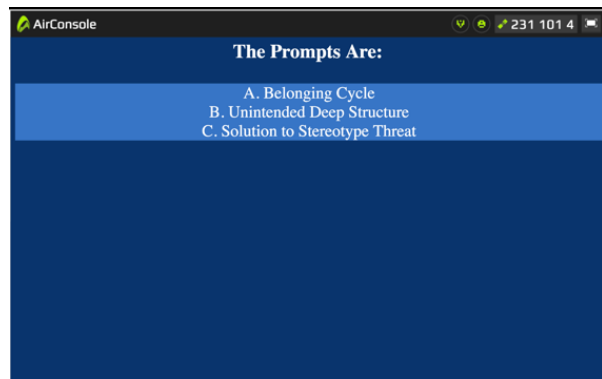 AirConsole
231 101 4
The Prompts Are:
A. Belonging Cycle
B. Unintended Deep Structure
C. Solution to Stereotype Threat